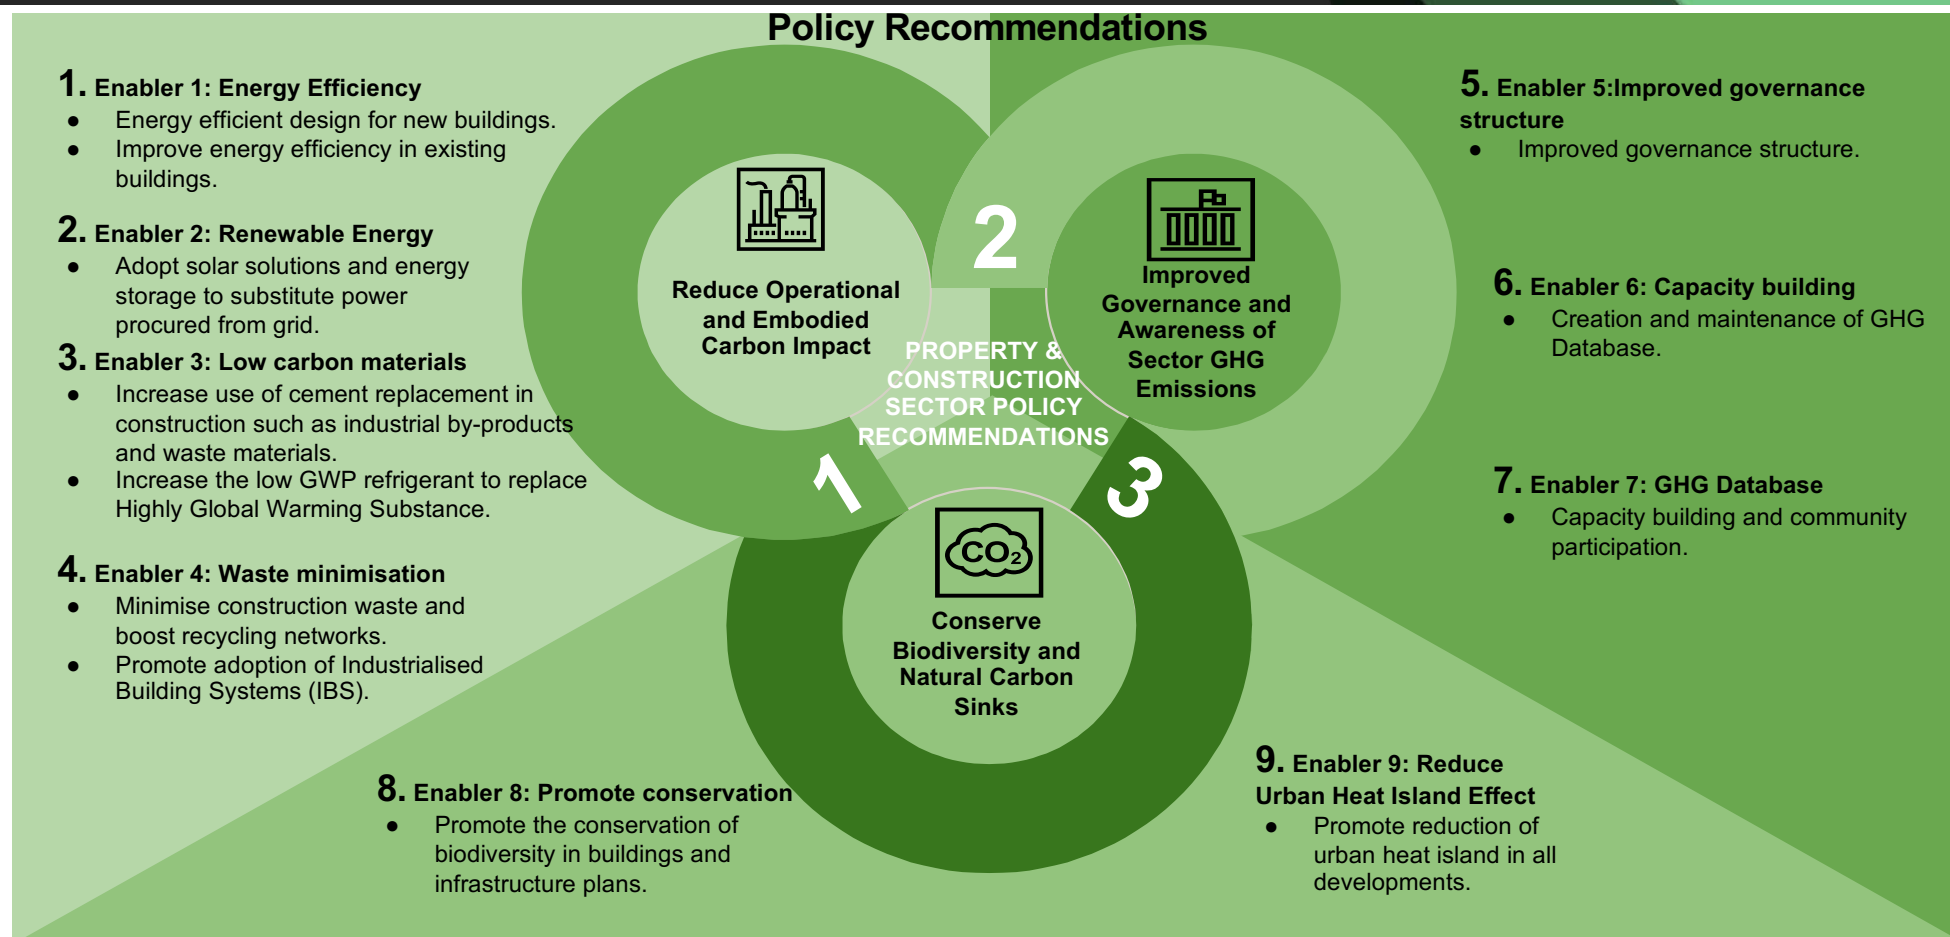 Policy Recommendations
1. Enabler 1: Energy Efficiency
● Energy efficient design for new buildings.
● Improve energy efficiency in existing
buildings.
2. Enabler 2: Renewable Energy
● Adopt solar solutions and energy
storage to substitute power
procured from grid.
3. Enabler 3: Low carbon materials
● Increase use of cement replacement in
construction such as industrial by-products
and waste materials.
● Increase the low GWP refrigerant to replace
Highly Global Warming Substance.
4. Enabler 4: Waste minimisation
● Minimise construction waste and
boost recycling networks.
● Promote adoption of Industrialised
Building Systems (IBS).
Reduce Operational
and Embodied
Carbon Impact
1
2
Improved
Governance and
Awareness of
Sector GHG
Emissions
PROPERTY &
CONSTRUCTION
SECTOR POLICY
RECOMMENDATIONS
3
CO₂
Conserve
Biodiversity and
Natural Carbon
Sinks
5. Enabler 5:Improved governance
structure
● Improved governance structure.
6. Enabler 6: Capacity building
● Creation and maintenance of GHG
Database.
7. Enabler 7: GHG Database
● Capacity building and community
participation.
8. Enabler 8: Promote conservation
● Promote the conservation of
biodiversity in buildings and
infrastructure plans.
9. Enabler 9: Reduce
Urban Heat Island Effect
● Promote reduction of
urban heat island in all
developments.